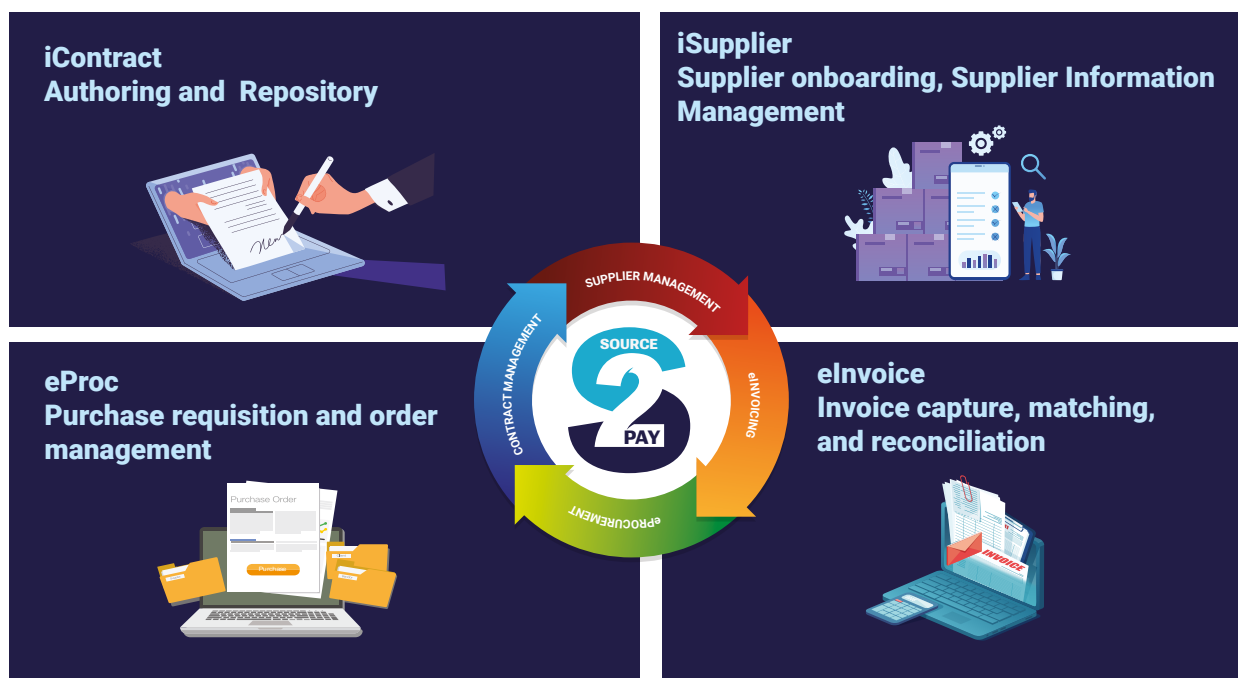 iContract
Authoring and  Repository
iSupplier
Supplier onboarding, Supplier Information
Management
eProc
Purchase requisition and order
management
eInvoice
Invoice capture, matching,
and reconciliation
SUPPLIER MANAGEMENT
eINVOICING
ePROCUREMENT
CONTRACT MANAGEMENT
SOURCE
2
PAY
Purchase Order
Purchase
INVOICE